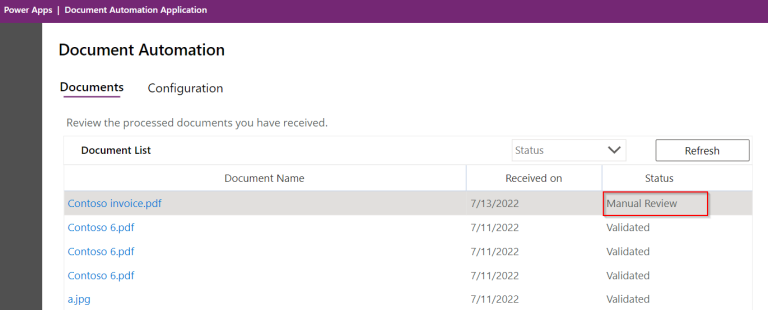 Power Apps | Document Automation Application
Document Automation
Documents Configuration
Review the processed documents you have received.
Document List Status Refresh
Document Name Received on Status
Contoso invoice.pdf 7/13/2022 Manual Review
Contoso 6.pdf 7/11/2022 Validated
Contoso 6.pdf 7/11/2022 Validated
Contoso 6.pdf 7/11/2022 Validated
a.jpg 7/11/2022 Validated